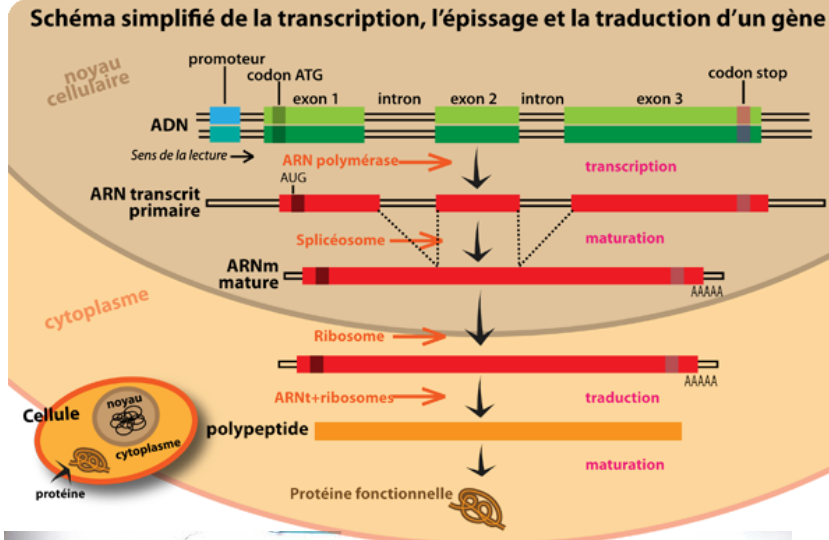 Schéma simplifié de la transcription, l'épissage et la traduction d'un gène
noyau
cellulaire
promoteur
codon ATG
codon stop
exon 1
intron
exon 2
intron
exon 3
ADN
Sens de la lecture
ARN polymérase
transcription
AUG
ARN transcrit
primaire
Splicéosome
maturation
ARNm
mature
AAAAA
cytoplasme
Ribosome
AAAAA
ARNt+ribosomes
traduction
Cellule
noyau
cytoplasme
protéine
polypeptide
maturation
Protéine fonctionnelle